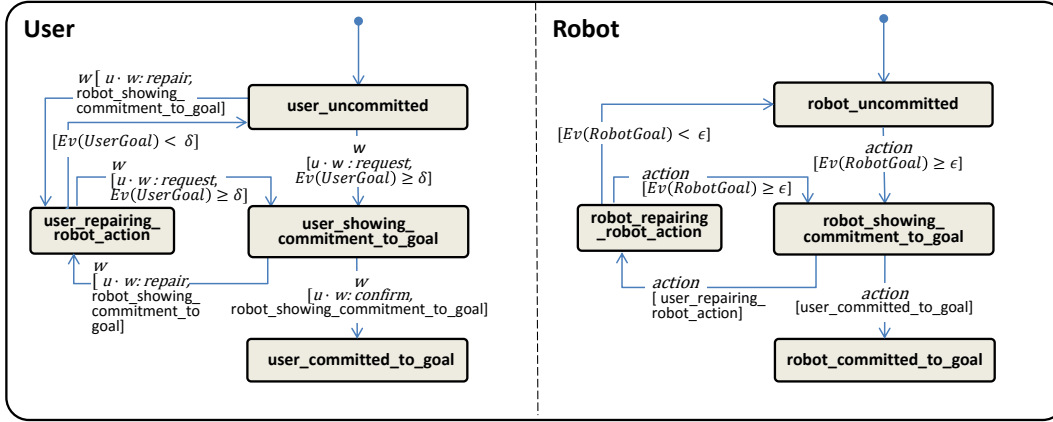 User
user_uncommitted
w [ u · w: repair,
robot_showing_
commitment_to_goal]
[Ev(UserGoal) < δ]
w
[u · w : request,
Ev(UserGoal) ≥ δ]
w
[u · w : request,
Ev(UserGoal) ≥ δ]
user_repairing_
robot_action
user_showing_
commitment_to_goal
w
[ u · w: repair,
robot_showing_
commitment_to_
goal]
w
[u · w: confirm,
robot_showing_commitment_to_goal]
user_committed_to_goal
Robot
robot_uncommitted
[Ev(RobotGoal) < ϵ]
action
[Ev(RobotGoal) ≥ ϵ]
action
[Ev(RobotGoal) ≥ ϵ]
robot_repairing
_robot_action
robot_showing_
commitment_to_goal
action
[ user_repairing_
robot_action]
action
[user_committed_to_goal]
robot_committed_to_goal